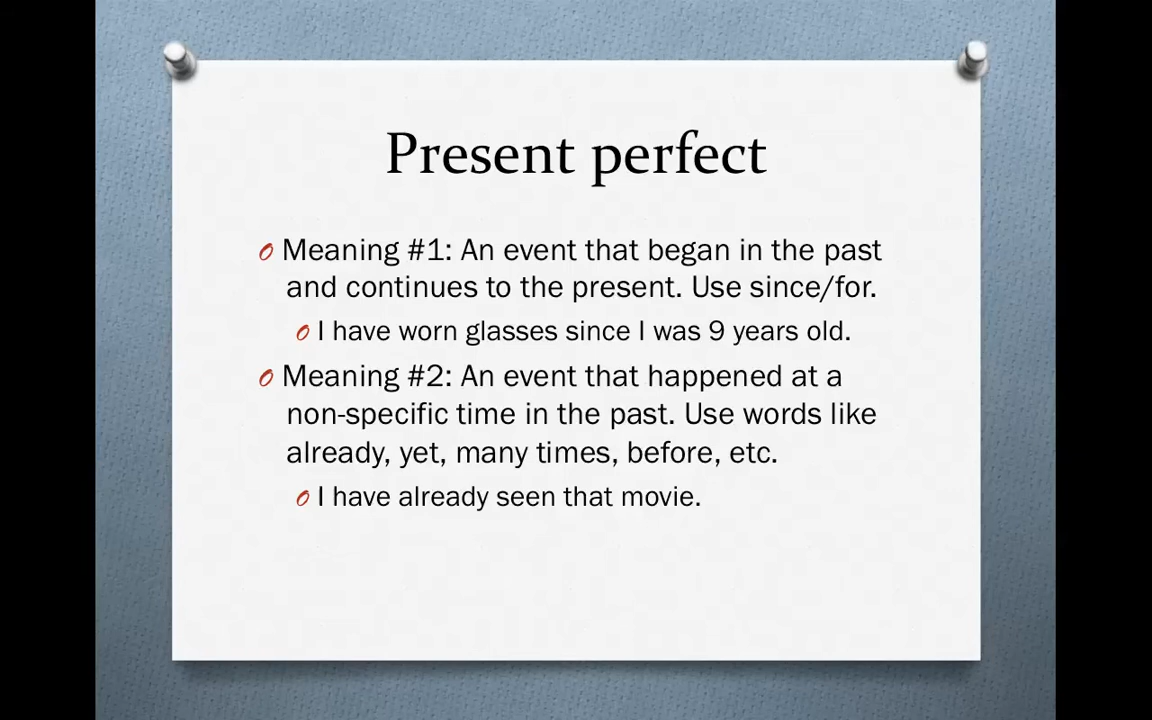 Present perfect
Meaning #1: An event that began in the past
and continues to the present. Use since/for.
I have worn glasses since I was 9 years old.
Meaning #2: An event that happened at a
non-specific time in the past. Use words like
already, yet, many times, before, etc.
I have already seen that movie.